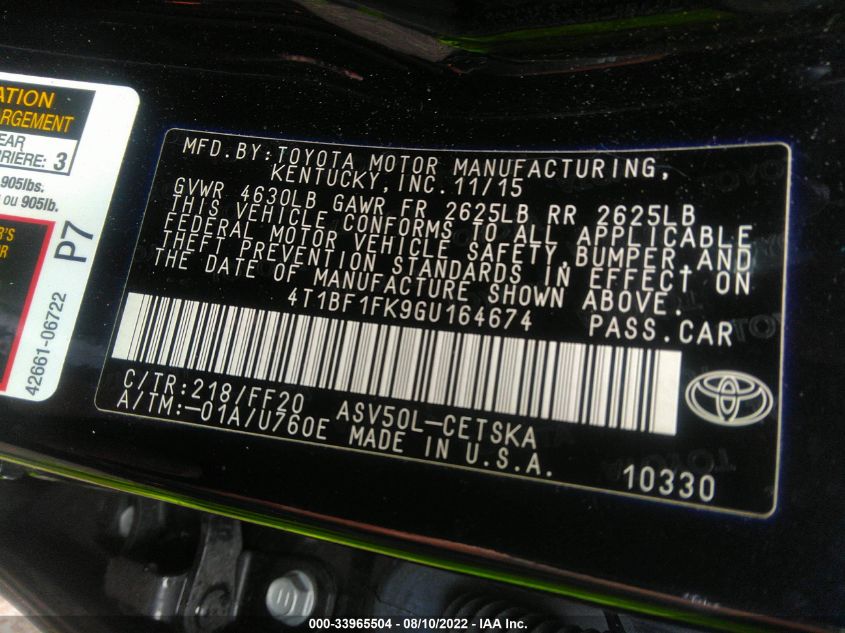 ATION
ARGEMENT
EAR
RRIÈRE: 3
905lbs.
ou 905lb.
R'S
OR
P7
42661-06722
MFD.BY:TOYOTA MOTOR MANUFACTURING,
KENTUCKY,INC.11/15
GVWR 4630LB GAWR FR 2625LB RR 2625LB
THIS VEHICLE CONFORMS TO ALL APPLICABLE
FEDERAL MOTOR VEHICLE SAFETY,BUMPER,AND
THEFT PREVENTION STANDARDS IN EFFECT ON
THE DATE OF MANUFACTURE SHOWN ABOVE.
4T1BF1FK9GU164674 PASS.CAR
C/TR:218/FF20 ASV50L-CETSKA
A/TM:-01A/U760E MADE IN U.S.A.
10330
000-33965504 - 08/10/2022 - IAA Inc.